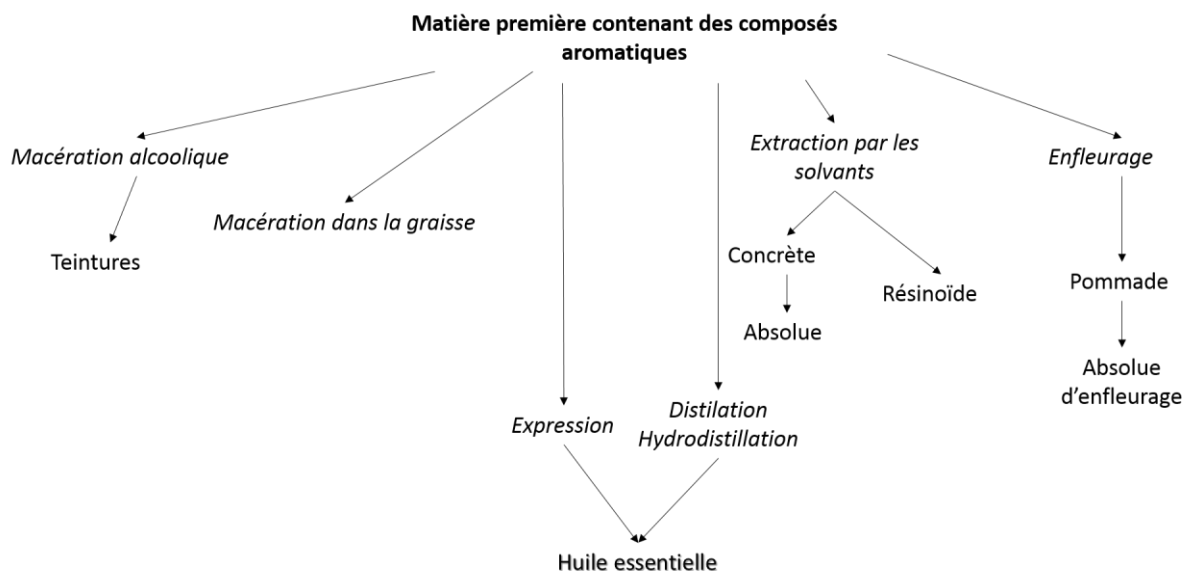 Matière première contenant des composés
aromatiques
Macération alcoolique
Teintures
Macération dans la graisse
Expression
Distilation
Hydrodistillation
Huile essentielle
Extraction par les
solvants
Concrète
Absolue
Résinoïde
Enfleurage
Pommade
Absolue
d'enfleurage